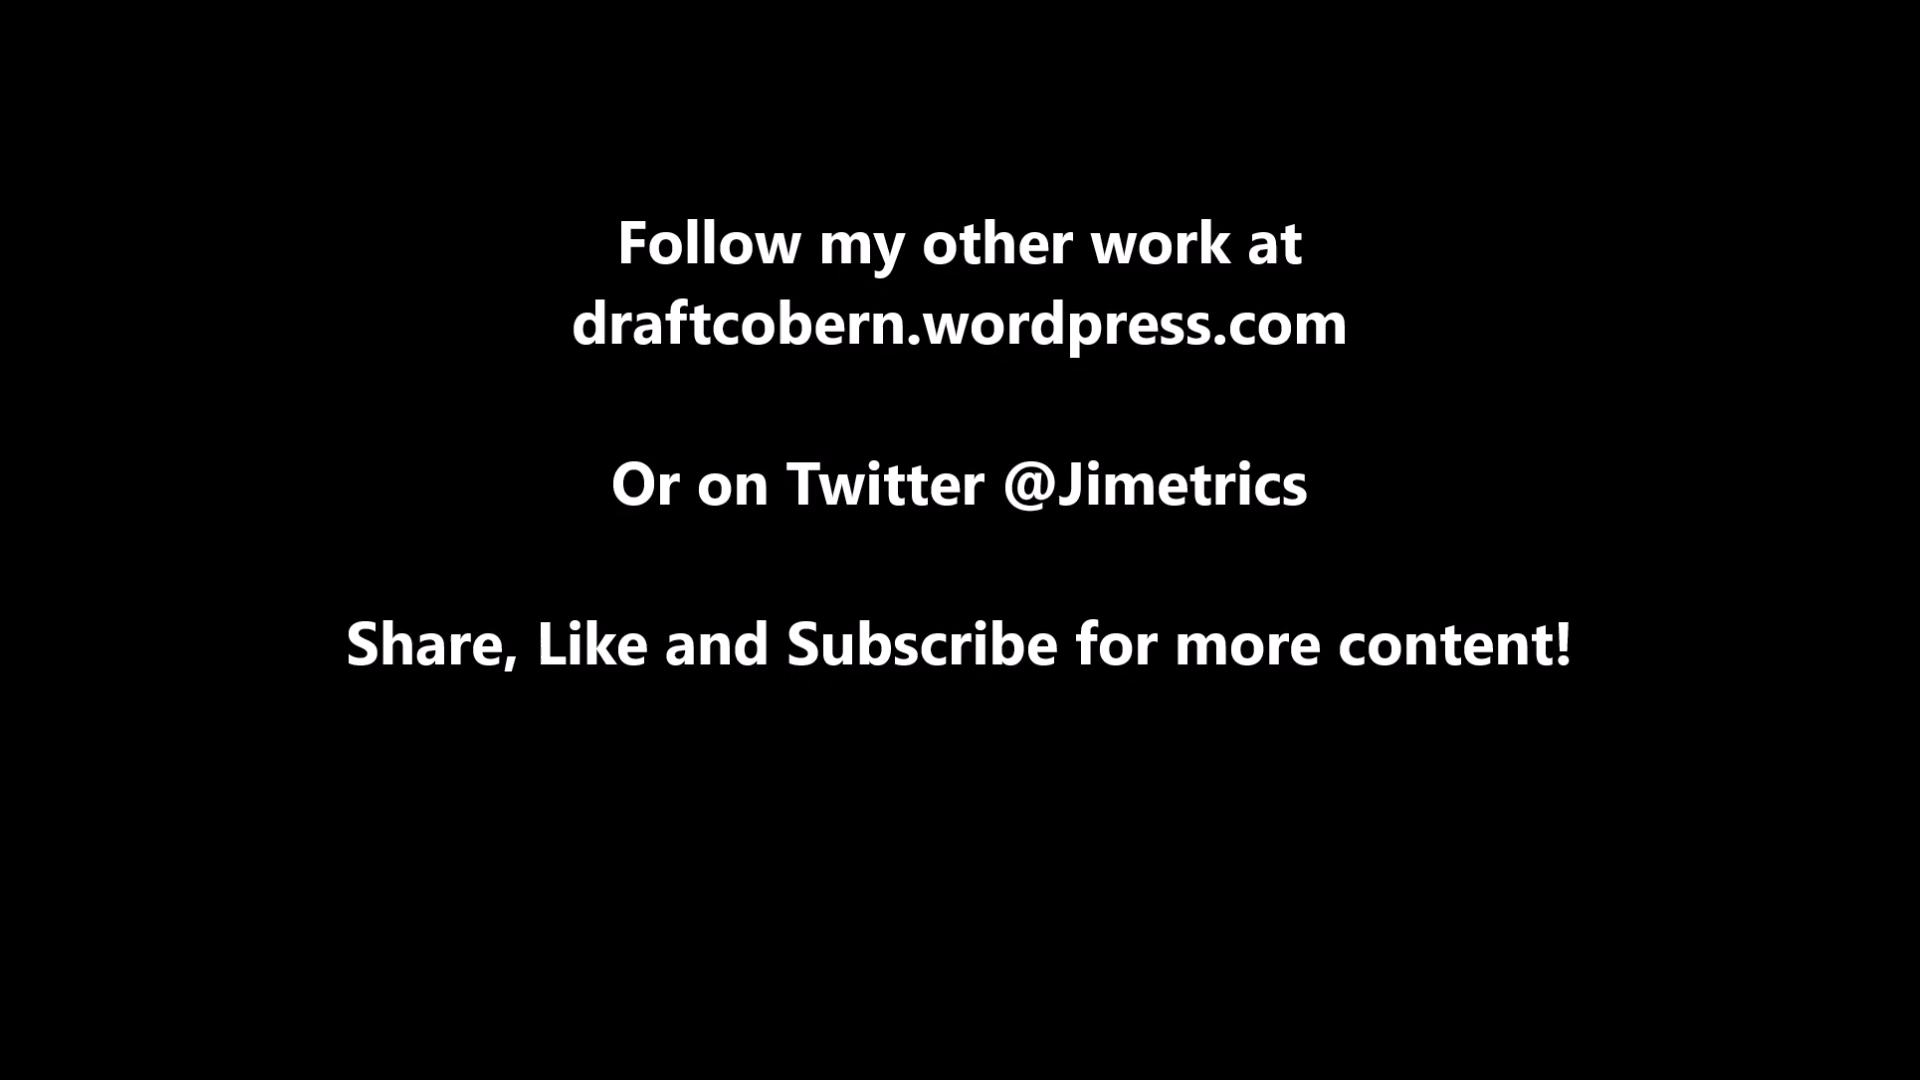 Follow my other work at
draftcobern.wordpress.com
Or on Twitter @Jimetrics
Share, Like and Subscribe for more content!